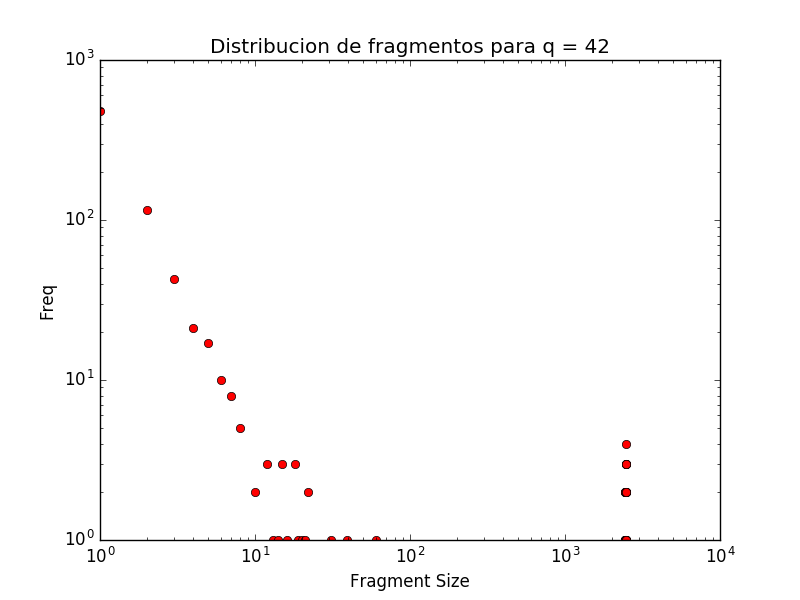 Distribucion de fragmentos para q = 42
10^3
10^2
10^1
10^0
Freq
10^0 10^1 10^2 10^3 10^4
Fragment Size